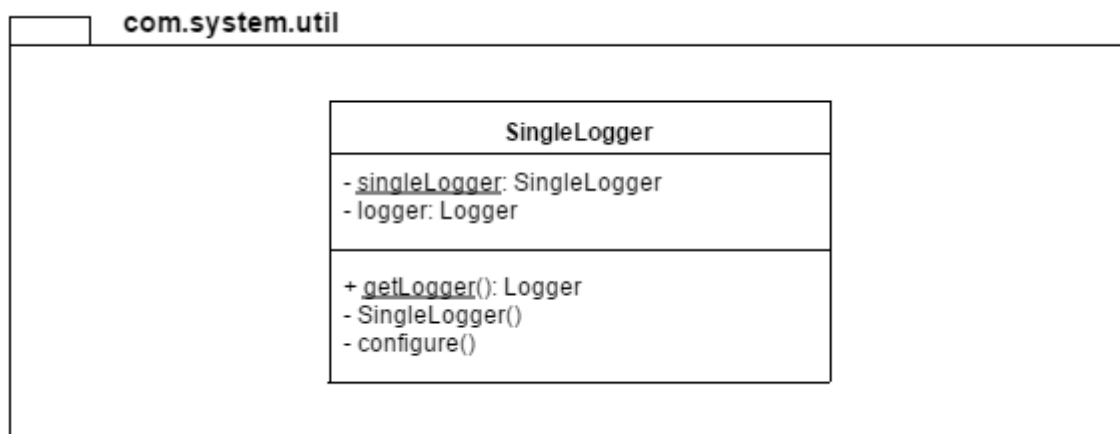 com.system.util
SingleLogger
- singleLogger: SingleLogger
- logger: Logger
+ getLogger(): Logger
- SingleLogger()
- configure()